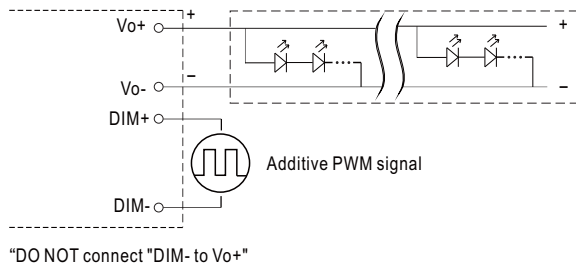 Vo+
+
+
Vo-
−
−
DIM+
Additive PWM signal
DIM-
“DO NOT connect "DIM- to Vo+"